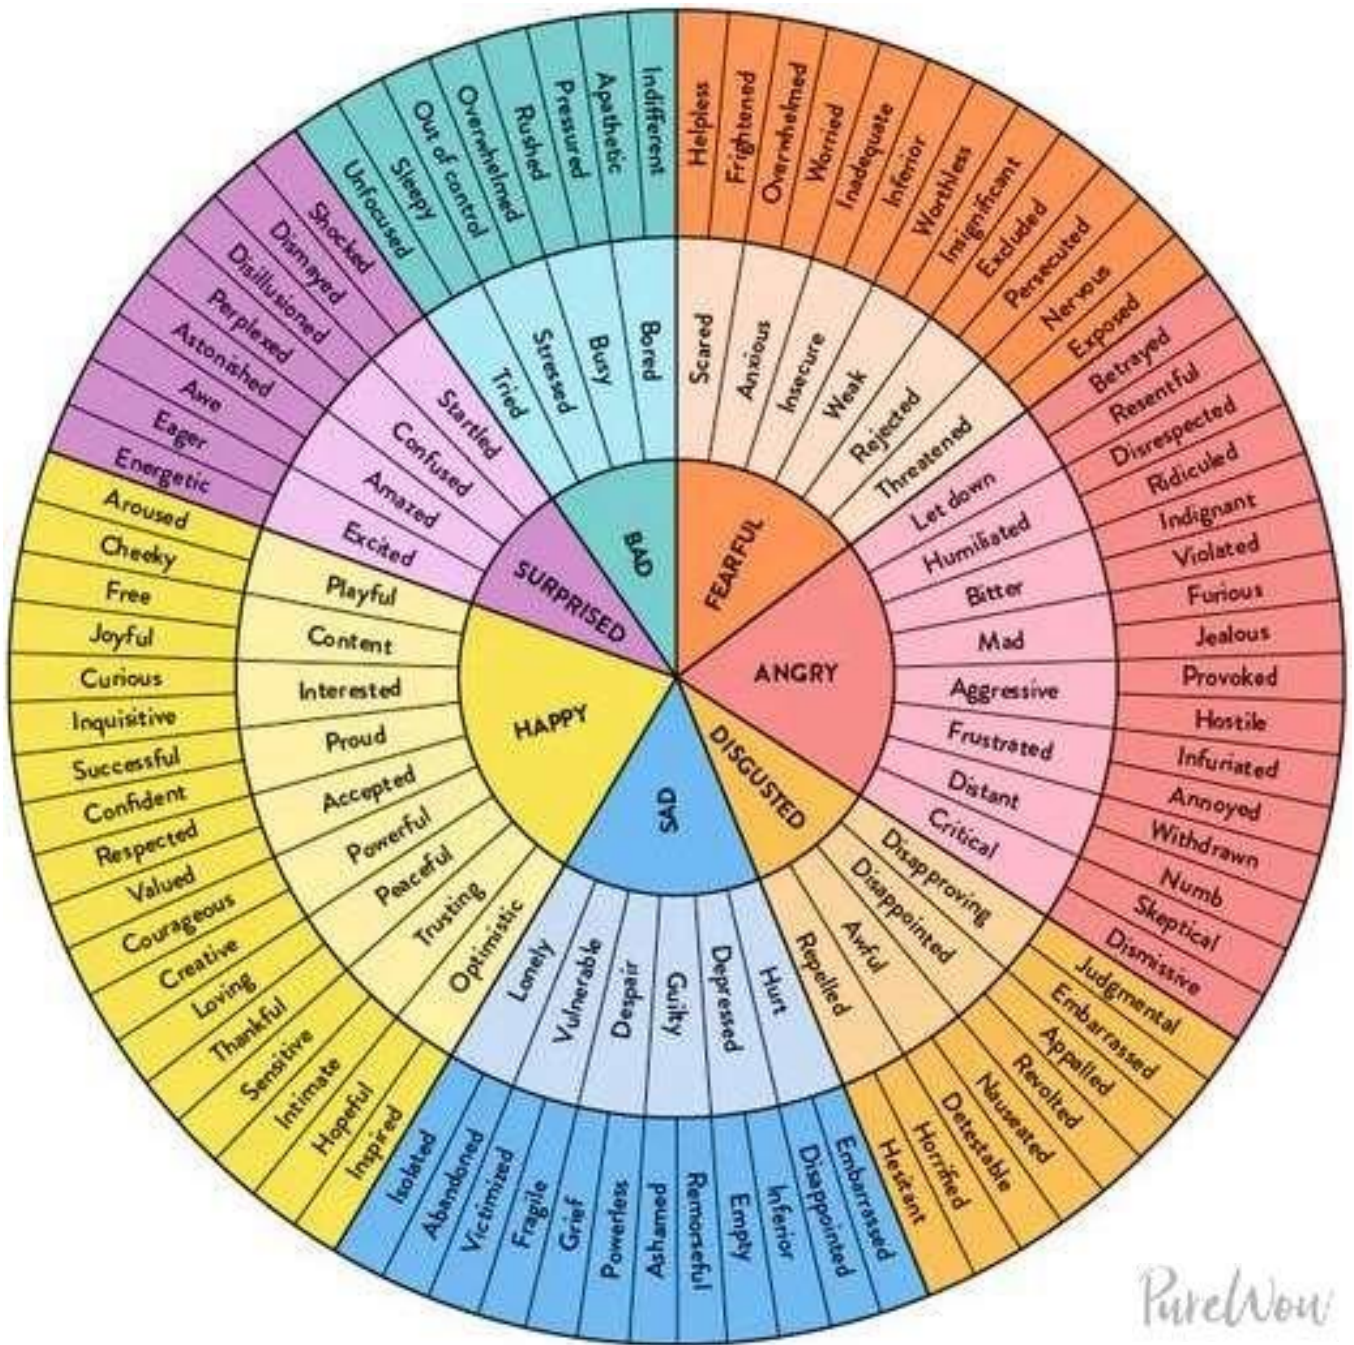 BAD
FEARFUL
ANGRY
DISGUSTED
SAD
HAPPY
SURPRISED
Scared
Anxious
Insecure
Weak
Rejected
Threatened
Let down
Humiliated
Bitter
Mad
Aggressive
Frustrated
Distant
Critical
Disapproving
Disappointed
Awful
Repelled
Hurt
Depressed
Guilty
Despair
Vulnerable
Lonely
Optimistic
Trusting
Peaceful
Powerful
Accepted
Proud
Interested
Content
Playful
Excited
Amazed
Confused
Startled
Tried
Stressed
Busy
Bored
Helpless
Frightened
Overwhelmed
Worried
Inadequate
Inferior
Worthless
Insignificant
Excluded
Persecuted
Nervous
Exposed
Betrayed
Resentful
Disrespected
Ridiculed
Indignant
Violated
Furious
Jealous
Provoked
Hostile
Infuriated
Annoyed
Withdrawn
Numb
Skeptical
Dismissive
Judgmental
Embarrassed
Appalled
Revolted
Nauseated
Detestable
Horrified
Hesitant
Embarrassed
Disappointed
Inferior
Empty
Remorseful
Ashamed
Powerless
Grief
Fragile
Victimized
Abandoned
Isolated
Inspired
Hopeful
Intimate
Sensitive
Thankful
Loving
Creative
Courageous
Valued
Respected
Confident
Successful
Inquisitive
Curious
Joyful
Free
Cheeky
Aroused
Energetic
Eager
Awe
Astonished
Perplexed
Disillusioned
Dismayed
Shocked
Unfocused
Sleepy
Out of control
Overwhelmed
Rushed
Pressured
Apathetic
Indifferent
PureWow